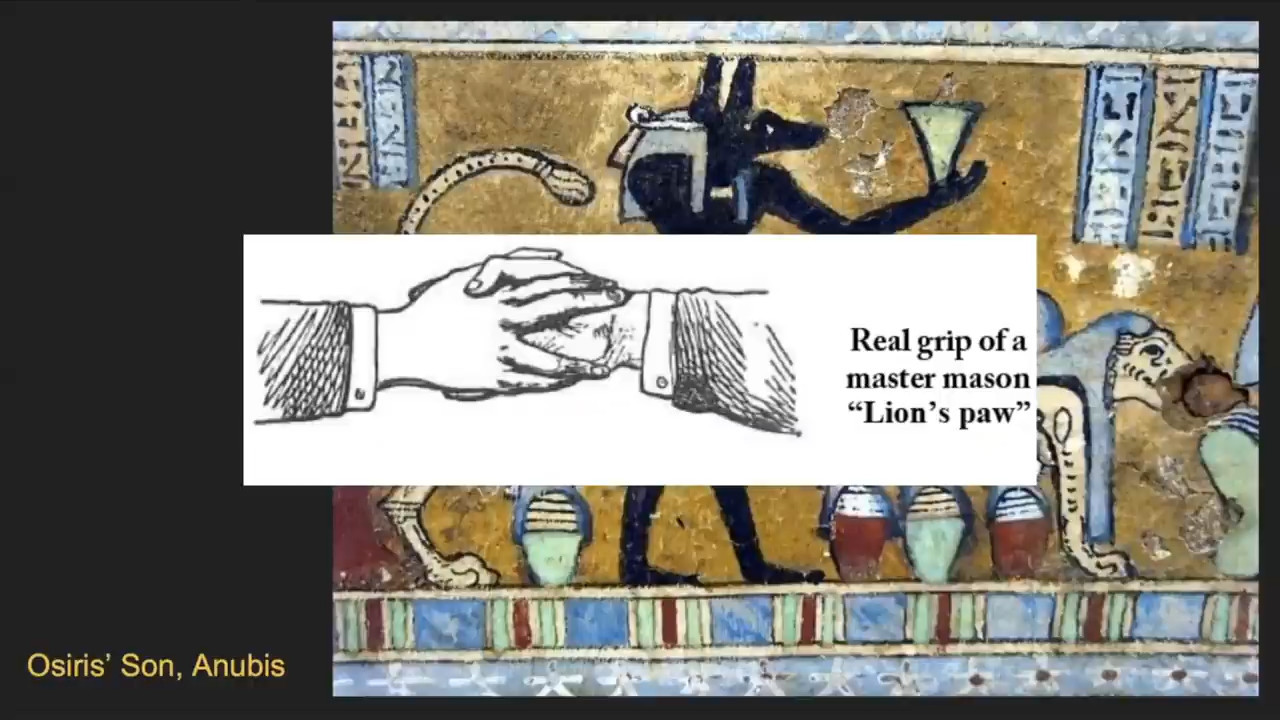 Real grip of a
master mason
“Lion’s paw”
Osiris’ Son, Anubis